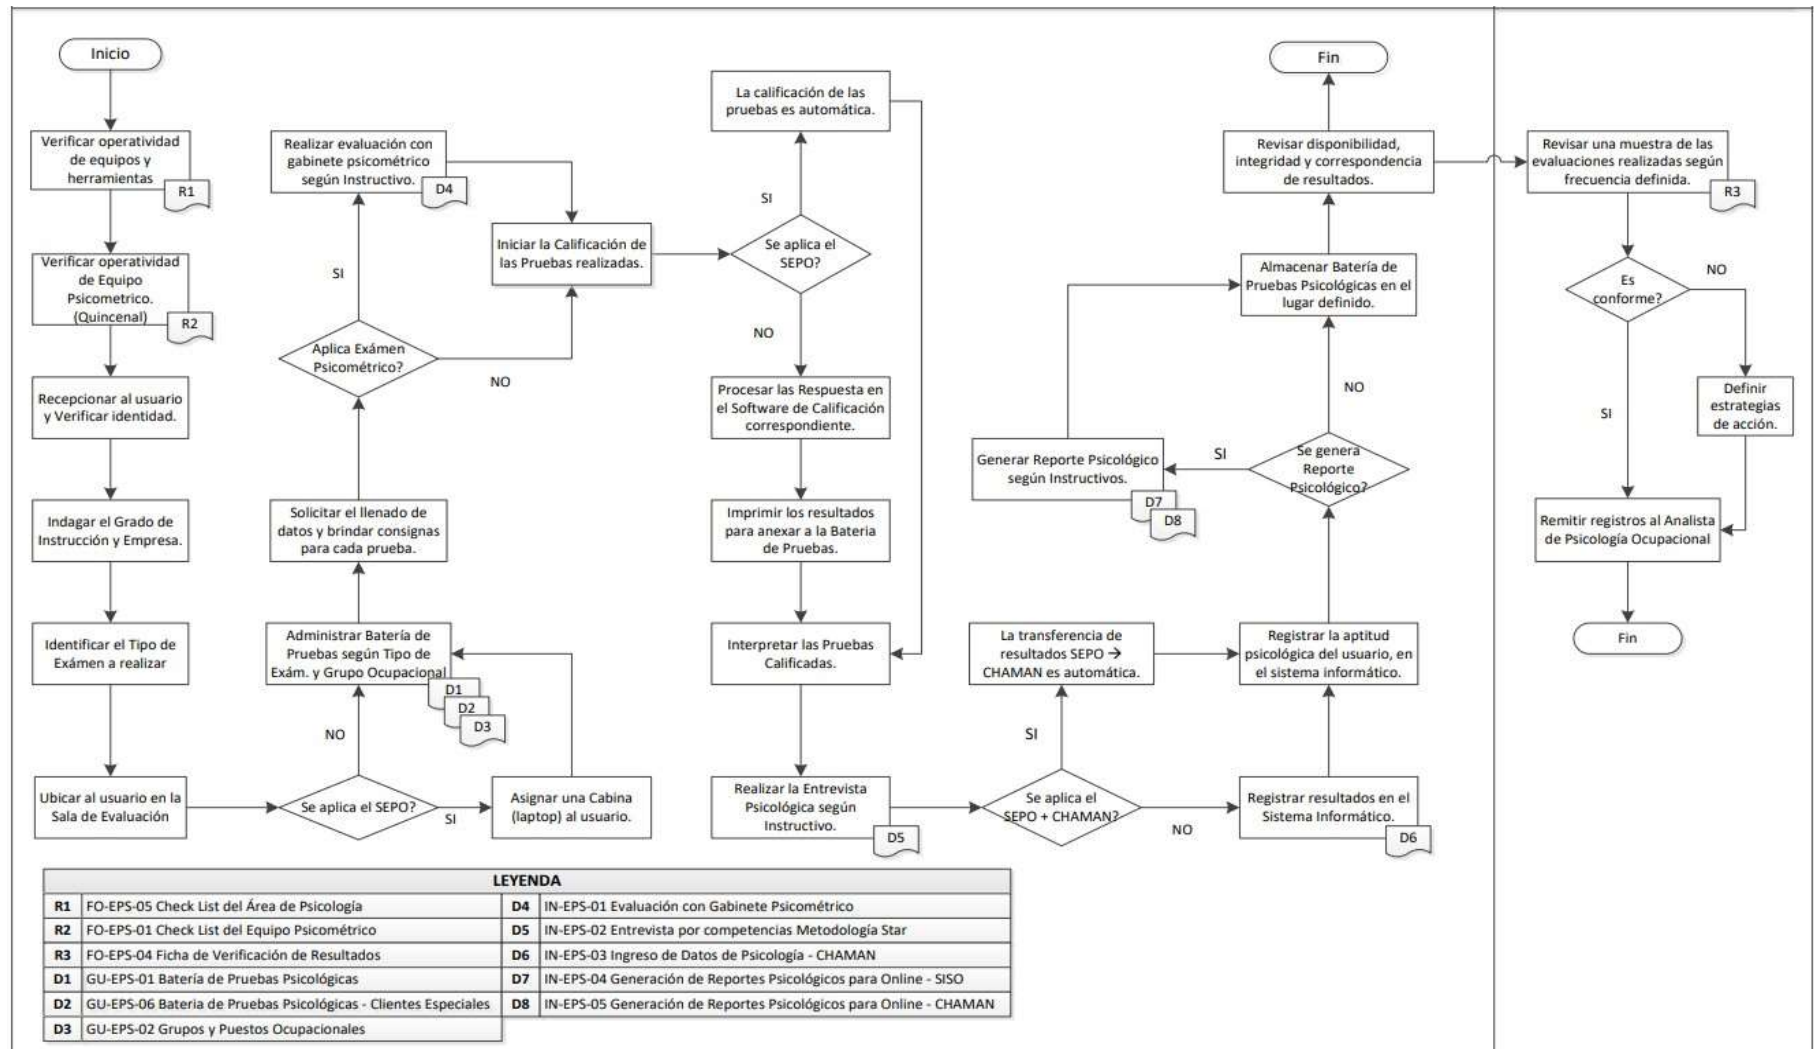 Inicio
Verificar operatividad
de equipos y
herramientas
R1
Verificar operatividad
de Equipo
Psicometrico.
(Quincenal)
R2
Recepcionar al usuario
y Verificar identidad.
Indagar el Grado de
Instrucción y Empresa.
Identificar el Tipo de
Exámen a realizar
Ubicar al usuario en la
Sala de Evaluación
Se aplica el SEPO?
SI
Asignar una Cabina
(laptop) al usuario.
NO
Administrar Batería de
Pruebas según Tipo de
Exám. y Grupo Ocupacional
D1
D2
D3
Solicitar el llenado de
datos y brindar consignas
para cada prueba.
Aplica Exámen
Psicométrico?
SI
NO
Realizar evaluación con
gabinete psicométrico
según Instructivo.
D4
Iniciar la Calificación de
las Pruebas realizadas.
Se aplica el
SEPO?
SI
La calificación de las
pruebas es automática.
NO
Procesar las Respuesta en
el Software de Calificación
correspondiente.
Imprimir los resultados
para anexar a la Bateria
de Pruebas.
Interpretar las Pruebas
Calificadas.
Realizar la Entrevista
Psicológica según
Instructivo.
D5
Se aplica el
SEPO + CHAMAN?
SI
La transferencia de
resultados SEPO →
CHAMAN es automática.
NO
Registrar resultados en el
Sistema Informático.
D6
Registrar la aptitud
psicológica del usuario, en
el sistema informático.
Se genera
Reporte
Psicológico?
SI
Generar Reporte Psicológico
según Instructivos.
D7
D8
NO
Almacenar Batería de
Pruebas Psicológicas en el
lugar definido.
Revisar disponibilidad,
integridad y correspondencia
de resultados.
Fin
Revisar una muestra de las
evaluaciones realizadas según
frecuencia definida.
R3
Es
conforme?
NO
Definir
estrategias
de acción.
SI
Remitir registros al Analista
de Psicología Ocupacional
Fin
LEYENDA
R1 FO-EPS-05 Check List del Área de Psicología
D4 IN-EPS-01 Evaluación con Gabinete Psicométrico
R2 FO-EPS-01 Check List del Equipo Psicométrico
D5 IN-EPS-02 Entrevista por competencias Metodología Star
R3 FO-EPS-04 Ficha de Verificación de Resultados
D6 IN-EPS-03 Ingreso de Datos de Psicología - CHAMAN
D1 GU-EPS-01 Batería de Pruebas Psicológicas
D7 IN-EPS-04 Generación de Reportes Psicológicos para Online - SISO
D2 GU-EPS-06 Bateria de Pruebas Psicológicas - Clientes Especiales
D8 IN-EPS-05 Generación de Reportes Psicológicos para Online - CHAMAN
D3 GU-EPS-02 Grupos y Puestos Ocupacionales